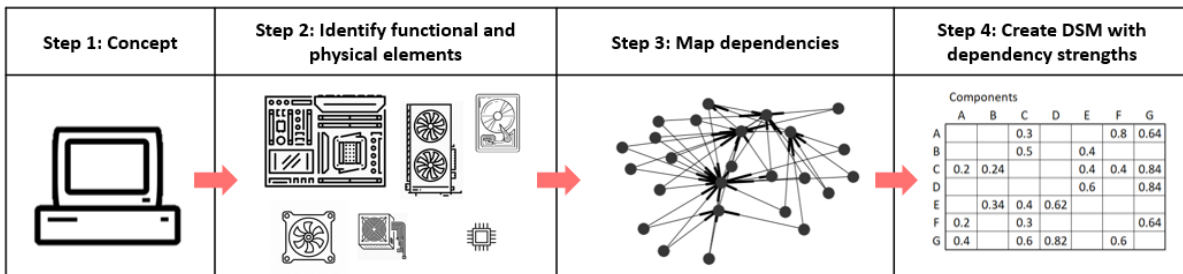 Step 1: Concept
Step 2: Identify functional and
physical elements
Step 3: Map dependencies
Step 4: Create DSM with
dependency strengths
Components
A B C D E F G
A 0.3 0.8 0.64
B 0.5 0.4
C 0.2 0.24 0.4 0.4 0.84
D 0.6 0.84
E 0.34 0.4 0.62
F 0.2 0.3 0.64
G 0.4 0.6 0.82 0.6